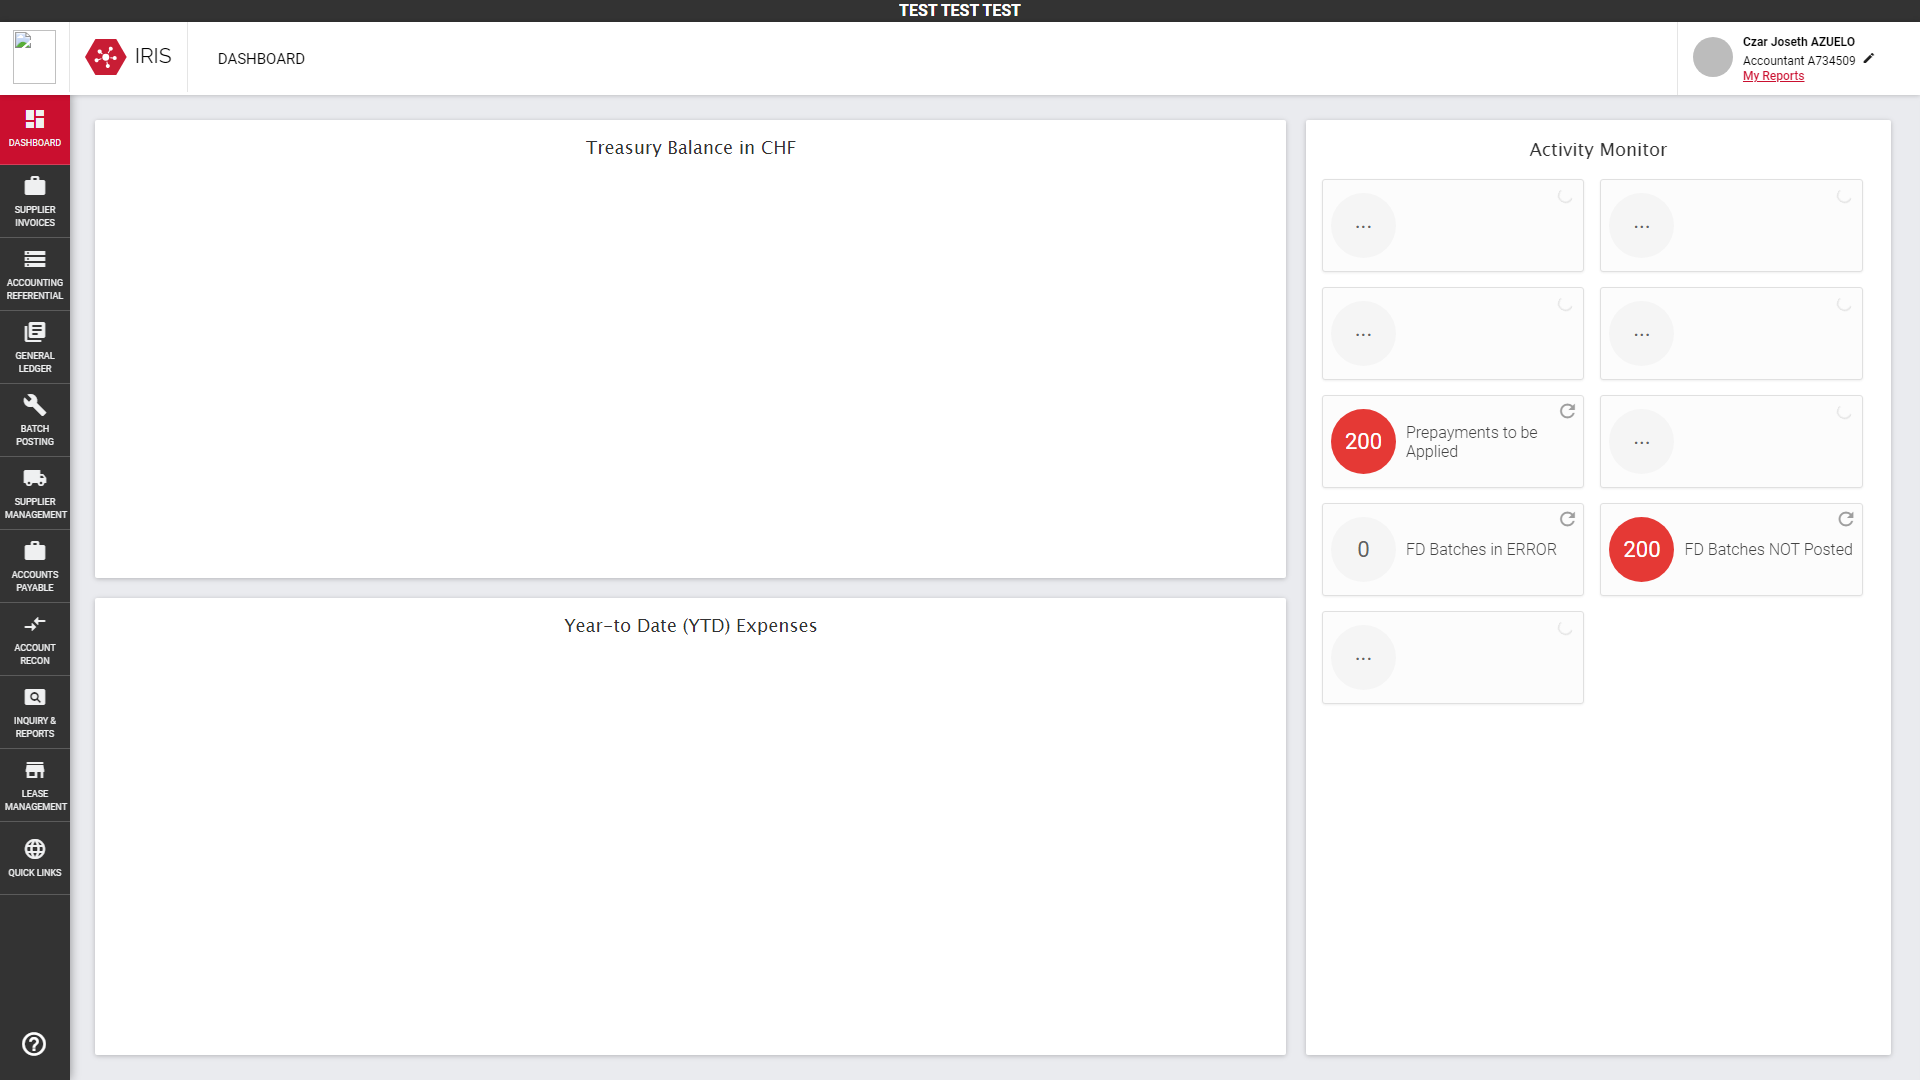 TEST TEST TEST
IRIS
DASHBOARD
Czar Joseth AZUELO
Accountant A734509
My Reports
DASHBOARD
SUPPLIER
INVOICES
ACCOUNTING
REFERENTIAL
GENERAL
LEDGER
BATCH
POSTING
SUPPLIER
MANAGEMENT
ACCOUNTS
PAYABLE
ACCOUNT
RECON
INQUIRY &
REPORTS
LEASE
MANAGEMENT
QUICK LINKS
Treasury Balance in CHF
Year-to Date (YTD) Expenses
Activity Monitor
...
...
...
...
200
Prepayments to be
Applied
...
0
FD Batches in ERROR
200
FD Batches NOT Posted
...